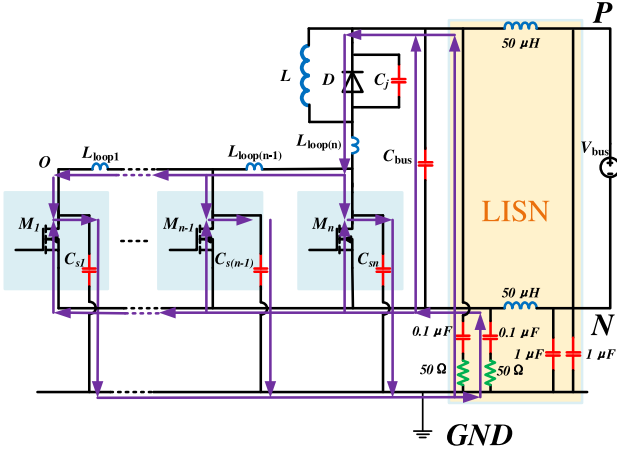 P
50 μH
L
D
Cj
Lloop(n)
Cbus
Vbus
O
Lloop1
Lloop(n-1)
LISN
M1
Mn-1
Mn
Cs1
Cs(n-1)
Csn
50 μH
N
0.1 μF
0.1 μF
1 μF
1 μF
50 Ω
50 Ω
GND